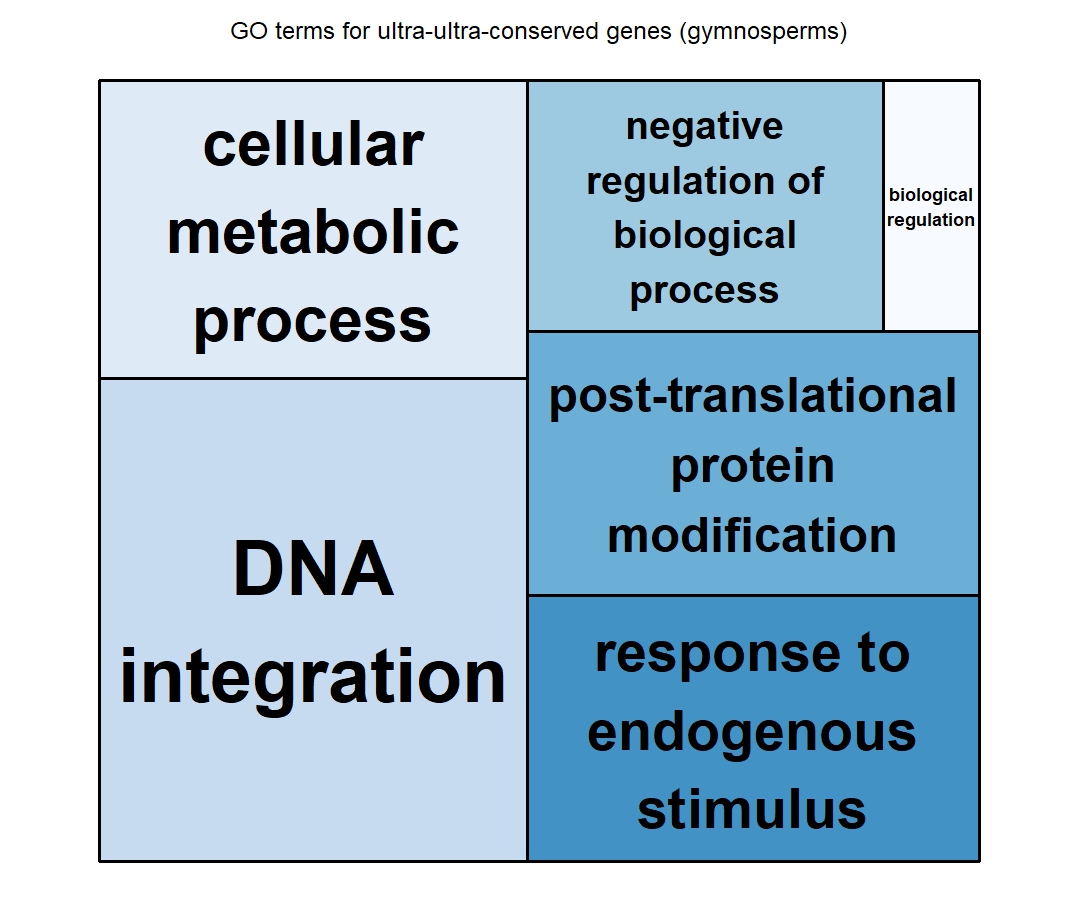 GO terms for ultra-ultra-conserved genes (gymnosperms)
cellular
metabolic
process
DNA
integration
negative
regulation of
biological
process
biological
regulation
post-translational
protein
modification
response to
endogenous
stimulus